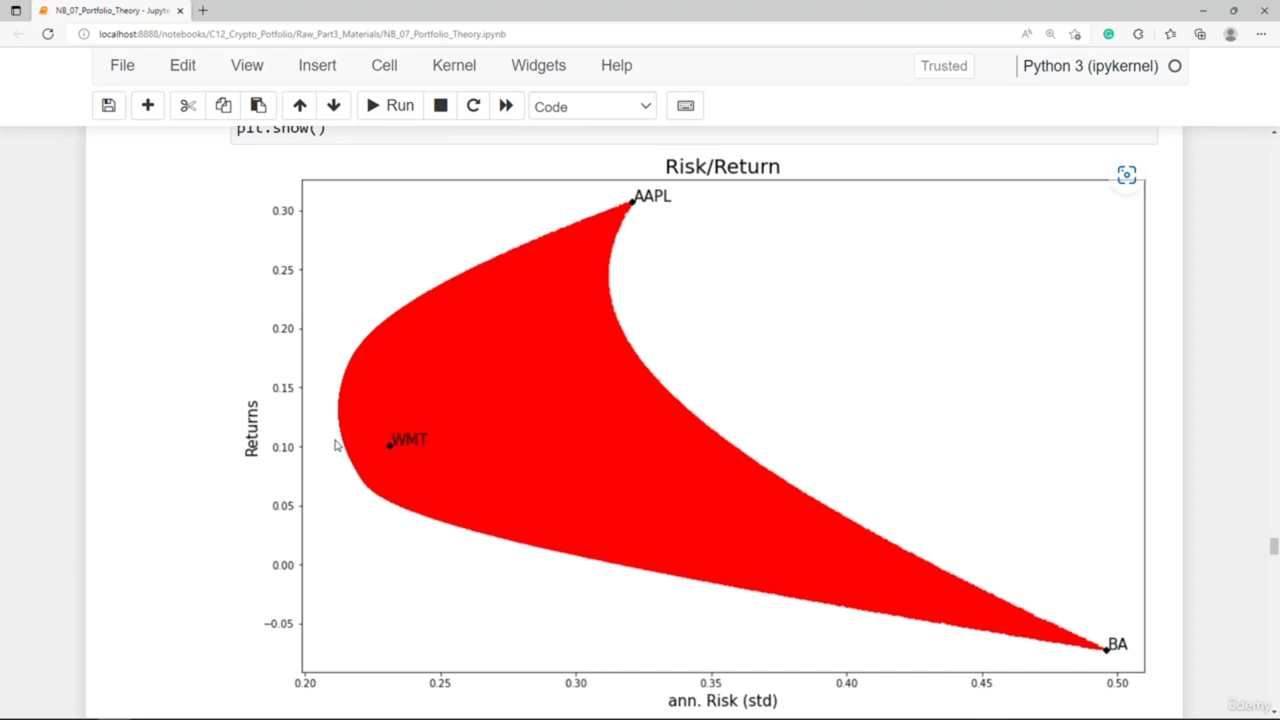 NB_07_Portfolio_Theory - Jupyte
localhost:8888/notebooks/C12_Crypto_Potfolio/Raw_Part3_Materials/NB_07_Portfolio_Theory.ipynb
File Edit View Insert Cell Kernel Widgets Help Trusted Python 3 (ipykernel)
Run Code
plt.show()
Risk/Return
AAPL
0.30
0.25
0.20
0.15
WMT
0.10
0.05
0.00
−0.05
BA
Returns
0.20 0.25 0.30 0.35 0.40 0.45 0.50
ann. Risk (std)
ûdemy